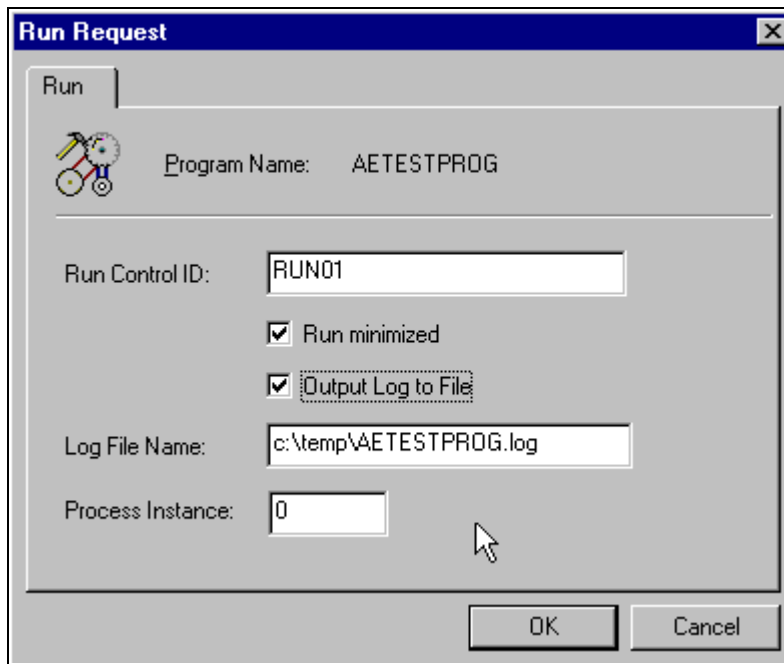 Run Request
Run
Program Name: AETESTPROG
Run Control ID: RUN01
Run minimized
Output Log to File
Log File Name: c:\temp\AETESTPROG.log
Process Instance: 0
OK Cancel